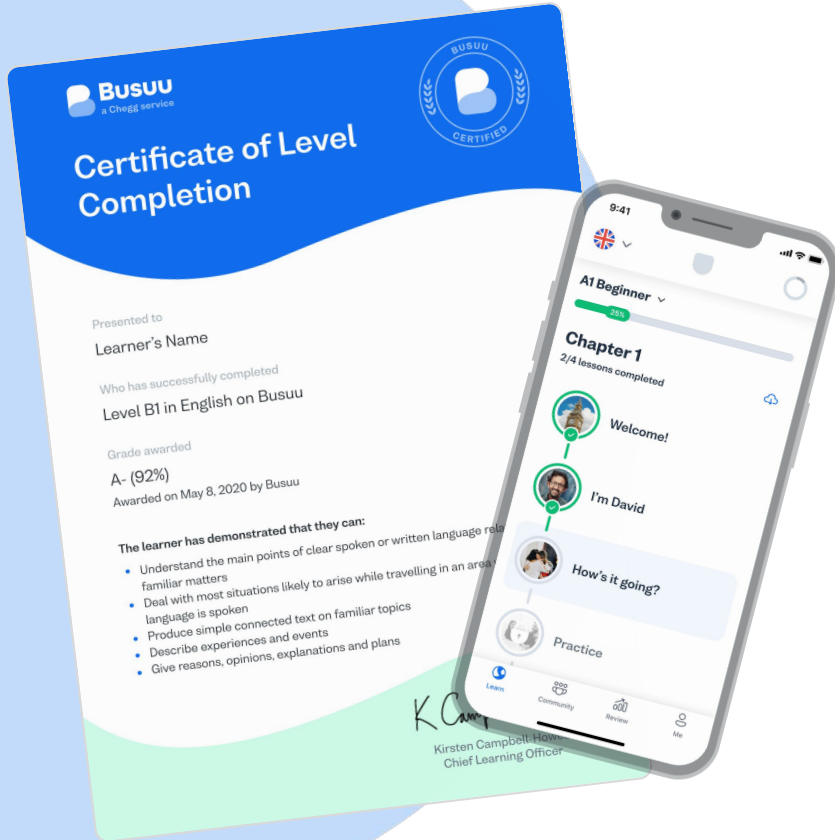 Busuu
a Chegg service
BUSUU
CERTIFIED
Certificate of Level
Completion
Presented to
Learner's Name
Who has successfully completed
Level B1 in English on Busuu
Grade awarded
A- (92%)
Awarded on May 8, 2020 by Busuu
The learner has demonstrated that they can:
• Understand the main points of clear spoken or written language
familiar matters
• Deal with most situations likely to arise while travelling in an area
language is spoken
• Produce simple connected text on familiar topics
• Describe experiences and events
• Give reasons, opinions, explanations and plans
K
Kirsten Campbell-Howes
Chief Learning Officer
9:41
A1 Beginner
25%
Chapter 1
2/4 lessons completed
Welcome!
I'm David
How's it going?
Practice
Learn
Community
Review
Me